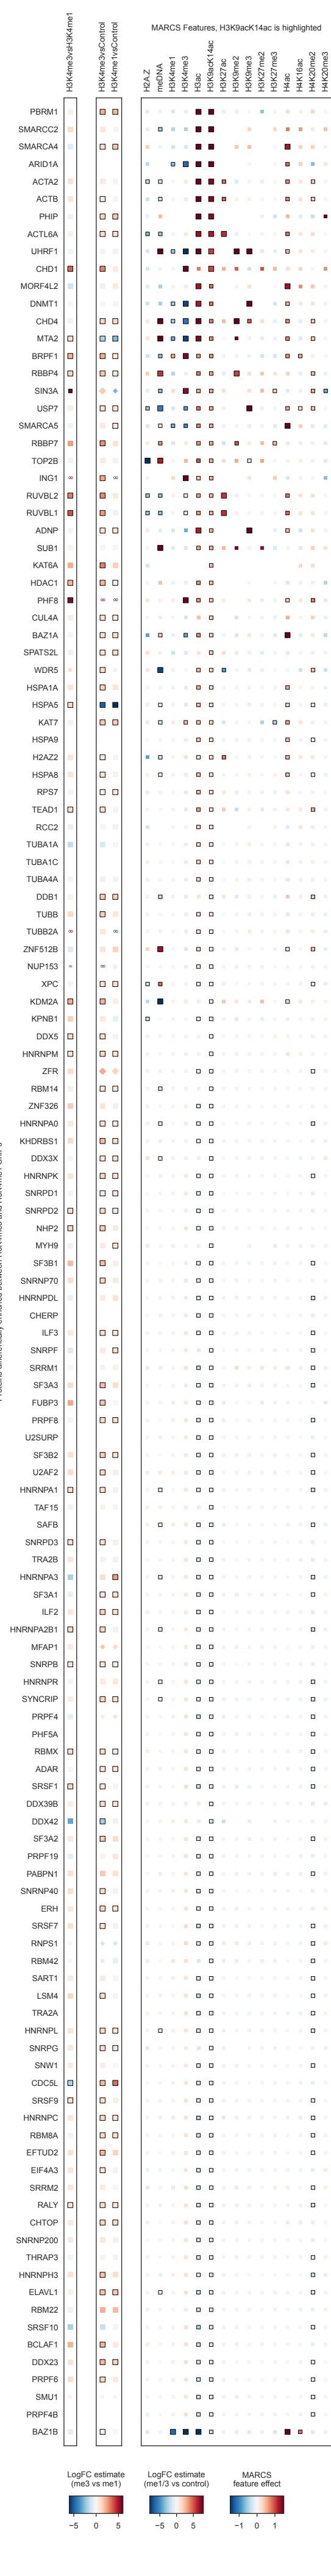 MARCS Features, H3K9acK14ac is highlighted
H3K4me3vsH3K4me1
H3K4me3vsControl
H3K4me1vsControl
H2A.Z
meDNA
H3K4me1
H3K4me3
H3ac
H3K9acK14ac
H3K27ac
H3K9me2
H3K9me3
H3K27me2
H3K27me3
H4ac
H4K16ac
H4K20me2
H4K20me3
PBRM1
SMARCC2
SMARCA4
ARID1A
ACTA2
ACTB
PHIP
ACTL6A
UHRF1
CHD1
MORF4L2
DNMT1
CHD4
MTA2
BRPF1
RBBP4
SIN3A
USP7
SMARCA5
RBBP7
TOP2B
ING1
RUVBL2
RUVBL1
ADNP
SUB1
KAT6A
HDAC1
PHF8
CUL4A
BAZ1A
SPATS2L
WDR5
HSPA1A
HSPA5
KAT7
HSPA9
H2AZ2
HSPA8
RPS7
TEAD1
RCC2
TUBA1A
TUBA1C
TUBA4A
DDB1
TUBB
TUBB2A
ZNF512B
NUP153
XPC
KDM2A
KPNB1
DDX5
HNRNPM
ZFR
RBM14
ZNF326
HNRNPA0
KHDRBS1
DDX3X
HNRNPK
SNRPD1
SNRPD2
NHP2
MYH9
SF3B1
SNRNP70
HNRNPDL
CHERP
ILF3
SNRPF
SRRM1
SF3A3
FUBP3
PRPF8
U2SURP
SF3B2
U2AF2
HNRNPA1
TAF15
SAFB
SNRPD3
TRA2B
HNRNPA3
SF3A1
ILF2
HNRNPA2B1
MFAP1
SNRPB
HNRNPR
SYNCRIP
PRPF4
PHF5A
RBMX
ADAR
SRSF1
DDX39B
DDX42
SF3A2
PRPF19
PABPN1
SNRNP40
ERH
SRSF7
RNPS1
RBM42
SART1
LSM4
TRA2A
HNRNPL
SNRPG
SNW1
CDC5L
SRSF9
HNRNPC
RBM8A
EFTUD2
EIF4A3
SRRM2
RALY
CHTOP
SNRNP200
THRAP3
HNRNPH3
ELAVL1
RBM22
SRSF10
BCLAF1
DDX23
PRPF6
SMU1
PRPF4B
BAZ1B
LogFC estimate
(me3 vs me1)
−5 0 5
LogFC estimate
(me1/3 vs control)
−5 0 5
MARCS
feature effect
−1 0 1